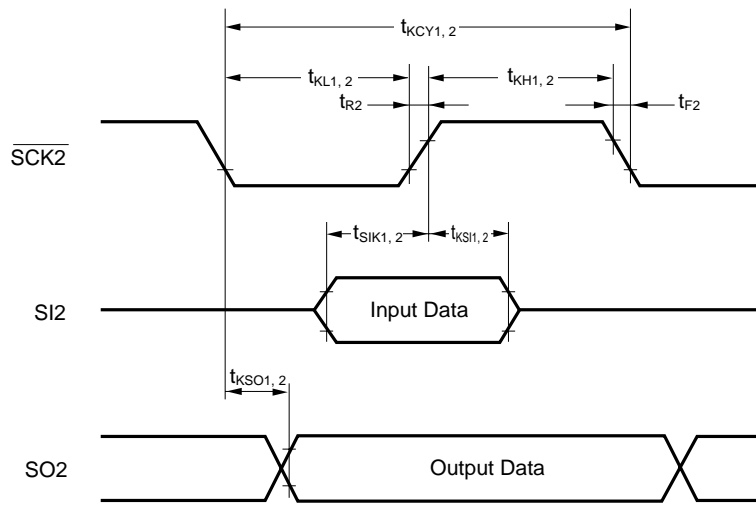 tKCY1, 2
tKL1, 2
tKH1, 2
tR2
tF2
SCK2
tSIK1, 2
tKSI1, 2
SI2
Input Data
tKSO1, 2
SO2
Output Data